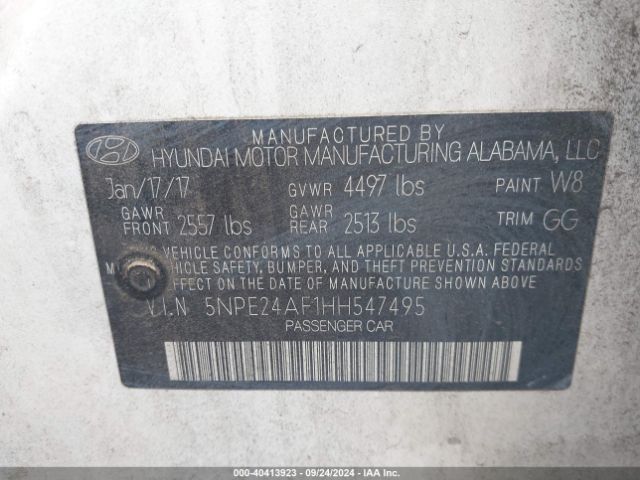 MANUFACTURED BY
HYUNDAI MOTOR MANUFACTURING ALABAMA, LLC
Jan/17/17 GVWR 4497 lbs PAINT W8
GAWR FRONT 2557 lbs GAWR REAR 2513 lbs TRIM GG
VEHICLE CONFORMS TO ALL APPLICABLE U.S.A. FEDERAL
VEHICLE SAFETY, BUMPER, AND THEFT PREVENTION STANDARDS
EFFECT ON THE DATE OF MANUFACTURE SHOWN ABOVE
V.I.N 5NPE24AF1HH547495
PASSENGER CAR
000-40413923 - 09/24/2024 - IAA Inc.